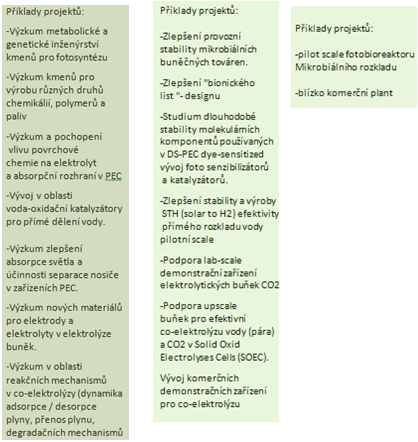 Příklady projektů:
-Výzkum metabolické a
genetické inženýrství
kmenů pro fotosyntézu
-Výzkum kmenů pro
výrobu různých druhů
chemikálií, polymerů a
paliv
-Výzkum a pochopení
vlivu povrchové
chemie na elektrolyt
a absorpční rozhraní v PEC
-Vývoj v oblasti
voda-oxidační katalyzátory
pro přímé dělení vody.
-Výzkum zlepšení
absorpce světla a
účinnosti separace nosiče
v zařízeních PEC.
-Výzkum nových materiálů
pro elektrody a
elektrolyty v elektrolýze
buněk.
-Výzkum v oblasti
reakčních mechanismů
v co-elektrolýzy (dynamika
adsorpce / desorpce
plyny, přenos plynu,
degradačních mechanismů
Příklady projektů:
-Zlepšení provozní
stability mikrobiálních
buněčných továren.
-Zlepšení "bionického
list "- designu
-Studium dlouhodobé
stability molekulárních
komponentů používaných
v DS-PEC dye-sensitized
vývoj foto senzibilizátorů
a katalyzátorů.
-Zlepšení stability a výroby
STH (solar to H2) efektivity
přímého rozkladu vody
pilotní scale
-Podpora lab-scale
demonstrační zařízení
elektrolytických buňek CO2
-Podpora upscale
buňek pro efektivní
co-elektrolýzu vody (pára)
a CO2 v Solid Oxid
Electrolyses Cells (SOEC).
Vývoj komerčních
demonstračních zařízení
pro co-elektrolýzu
Příklady projektů:
-pilot scale fotobioreaktoru
Mikrobiálního rozkladu
-blízko komerční plant